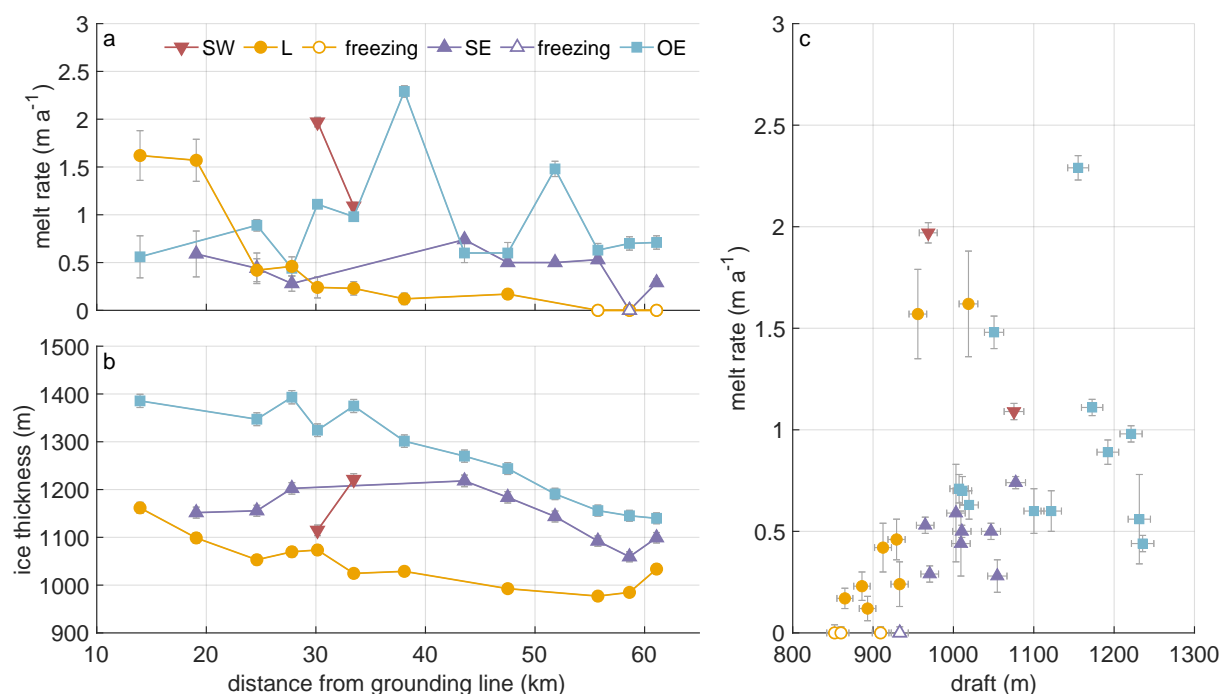 a
SW L freezing SE freezing OE
melt rate (m a-1)
3
2.5
2
1.5
1
0.5
0
b
ice thickness (m)
1500
1400
1300
1200
1100
1000
900
10 20 30 40 50 60
distance from grounding line (km)
c
melt rate (m a-1)
3
2.5
2
1.5
1
0.5
0
800 900 1000 1100 1200 1300
draft (m)